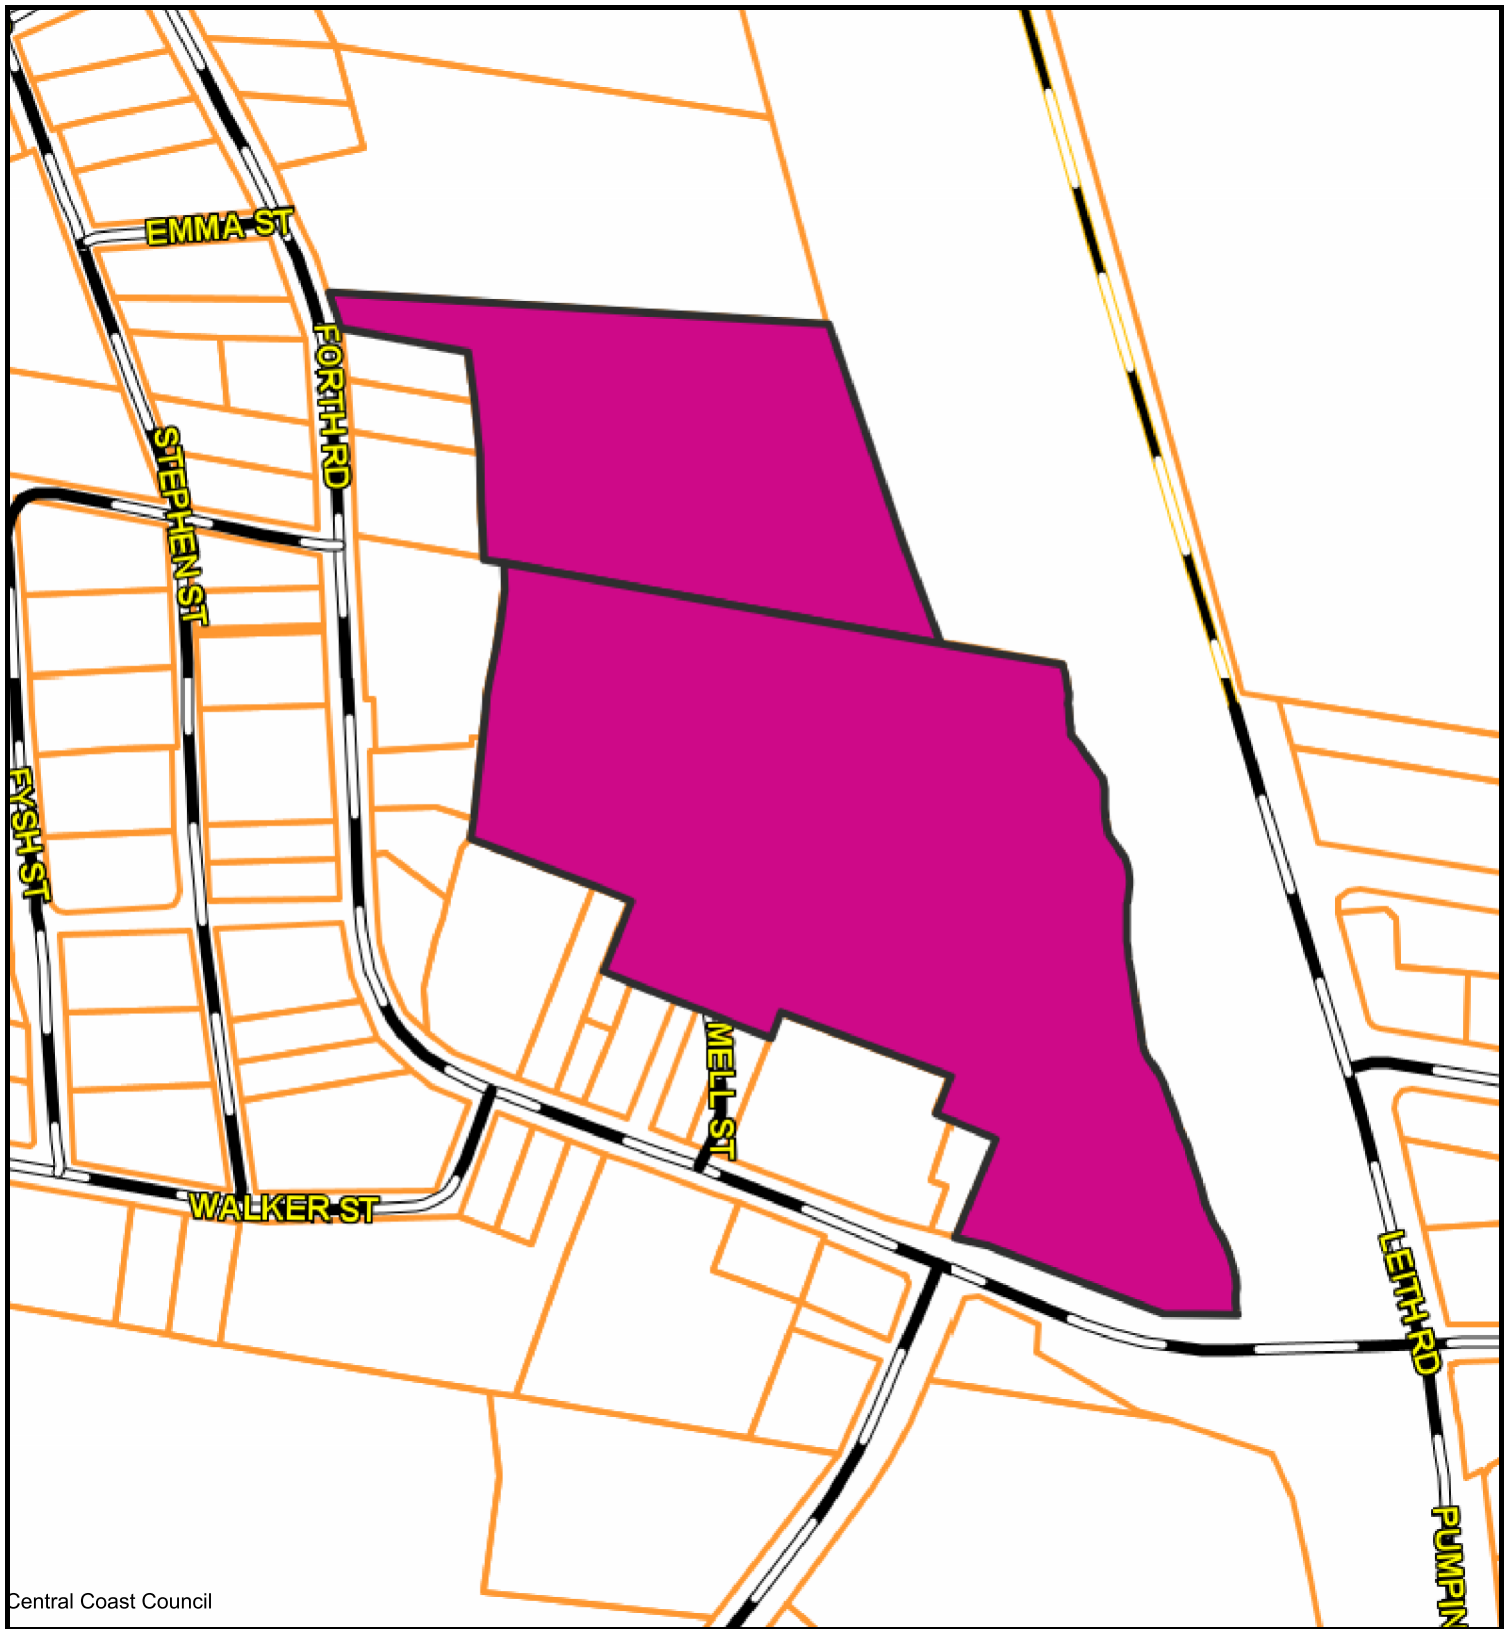 EMMA ST
FORTH RD
STEPHEN ST
FYSH ST
MELL ST
WALKER ST
LEITH RD
PUMPIN
Central Coast Council